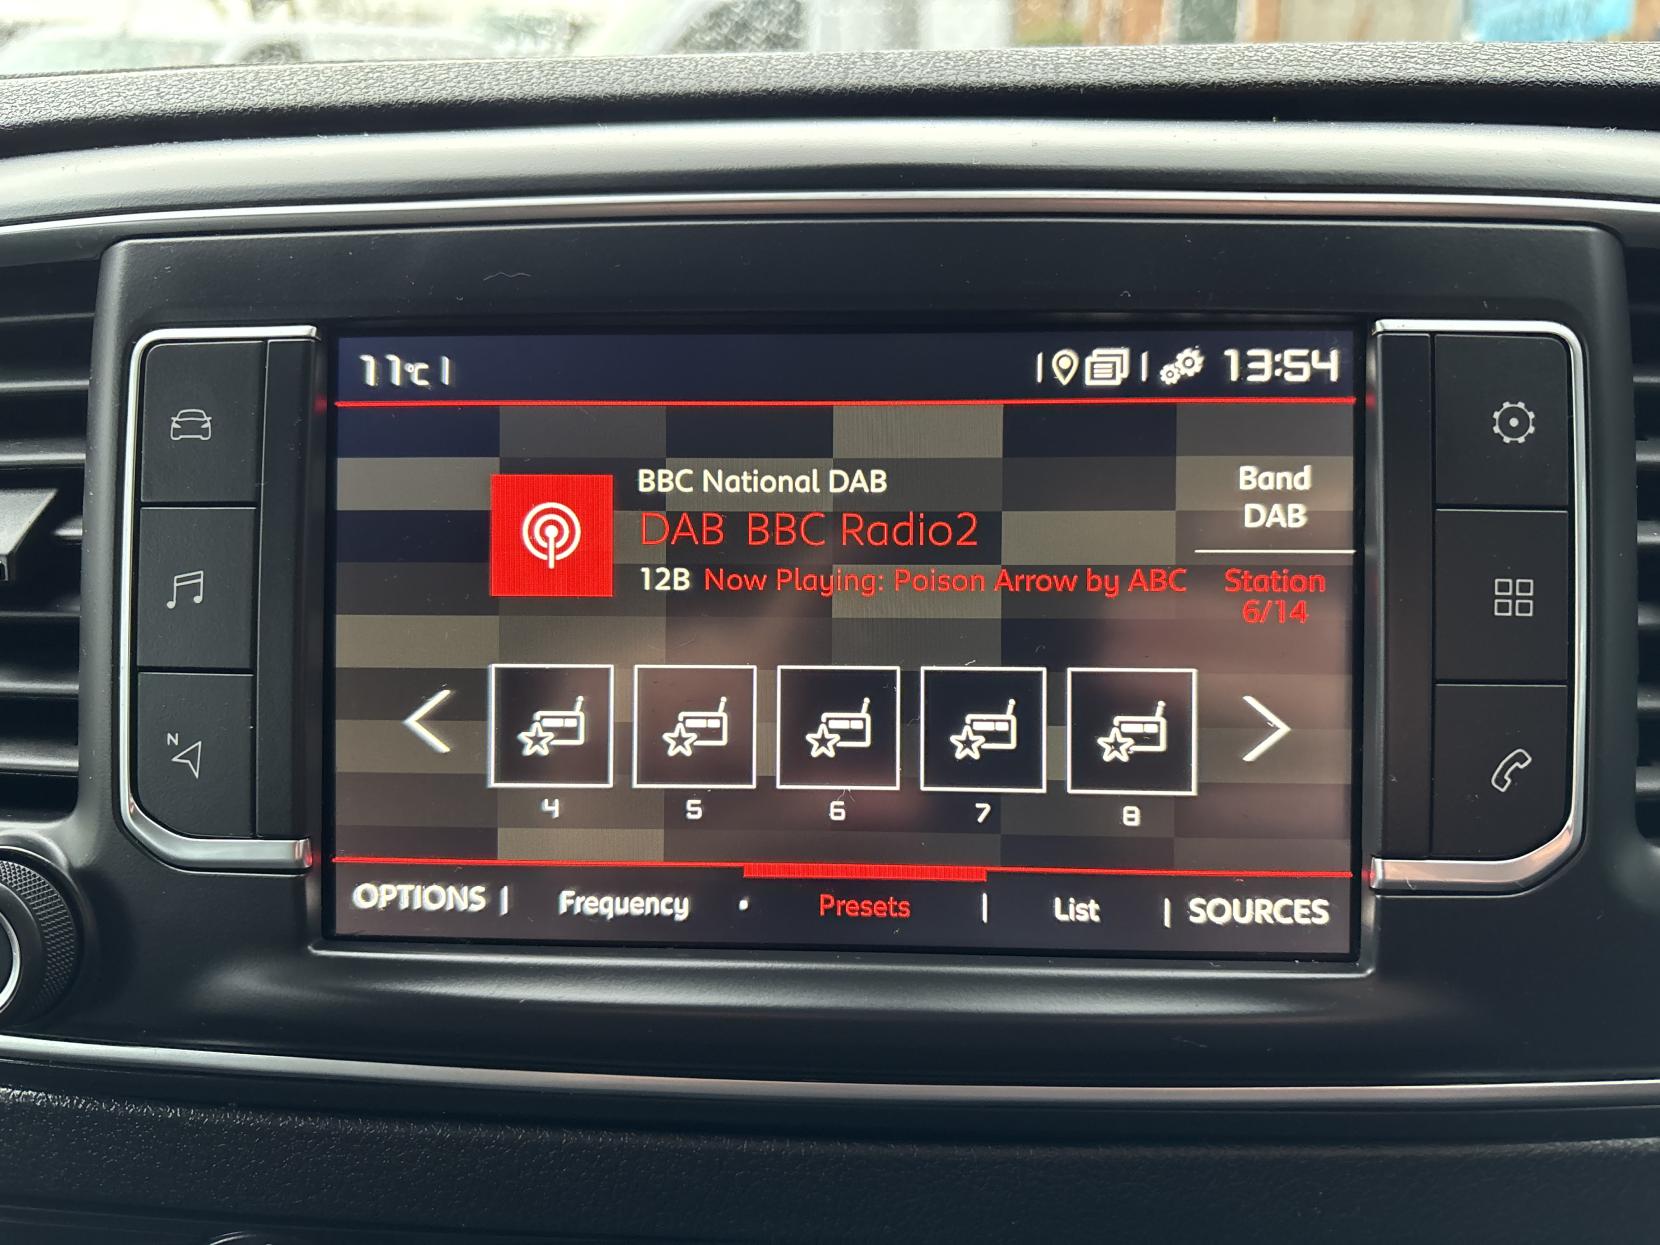 11°C
13:54
BBC National DAB
DAB BBC Radio2
12B Now Playing: Poison Arrow by ABC
Band
DAB
Station
6/14
4 5 6 7 8
OPTIONS Frequency Presets List SOURCES
N